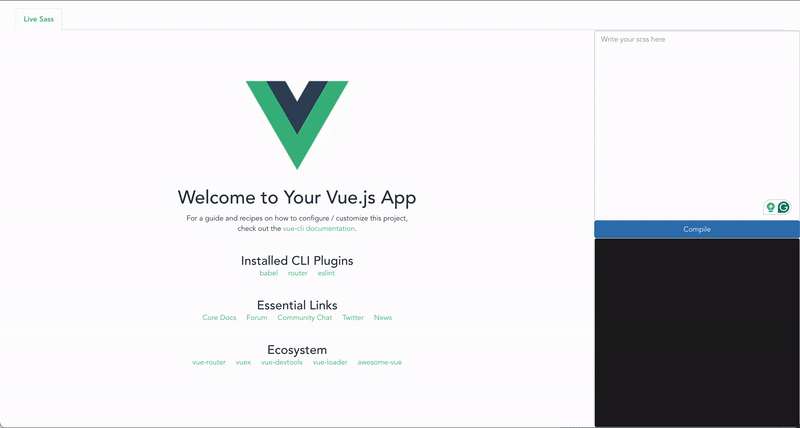 Live Sass
Write your scss here
Compile
Welcome to Your Vue.js App
For a guide and recipes on how to configure / customize this project,
check out the vue-cli documentation.
Installed CLI Plugins
babel router eslint
Essential Links
Core Docs Forum Community Chat Twitter News
Ecosystem
vue-router vuex vue-devtools vue-loader awesome-vue